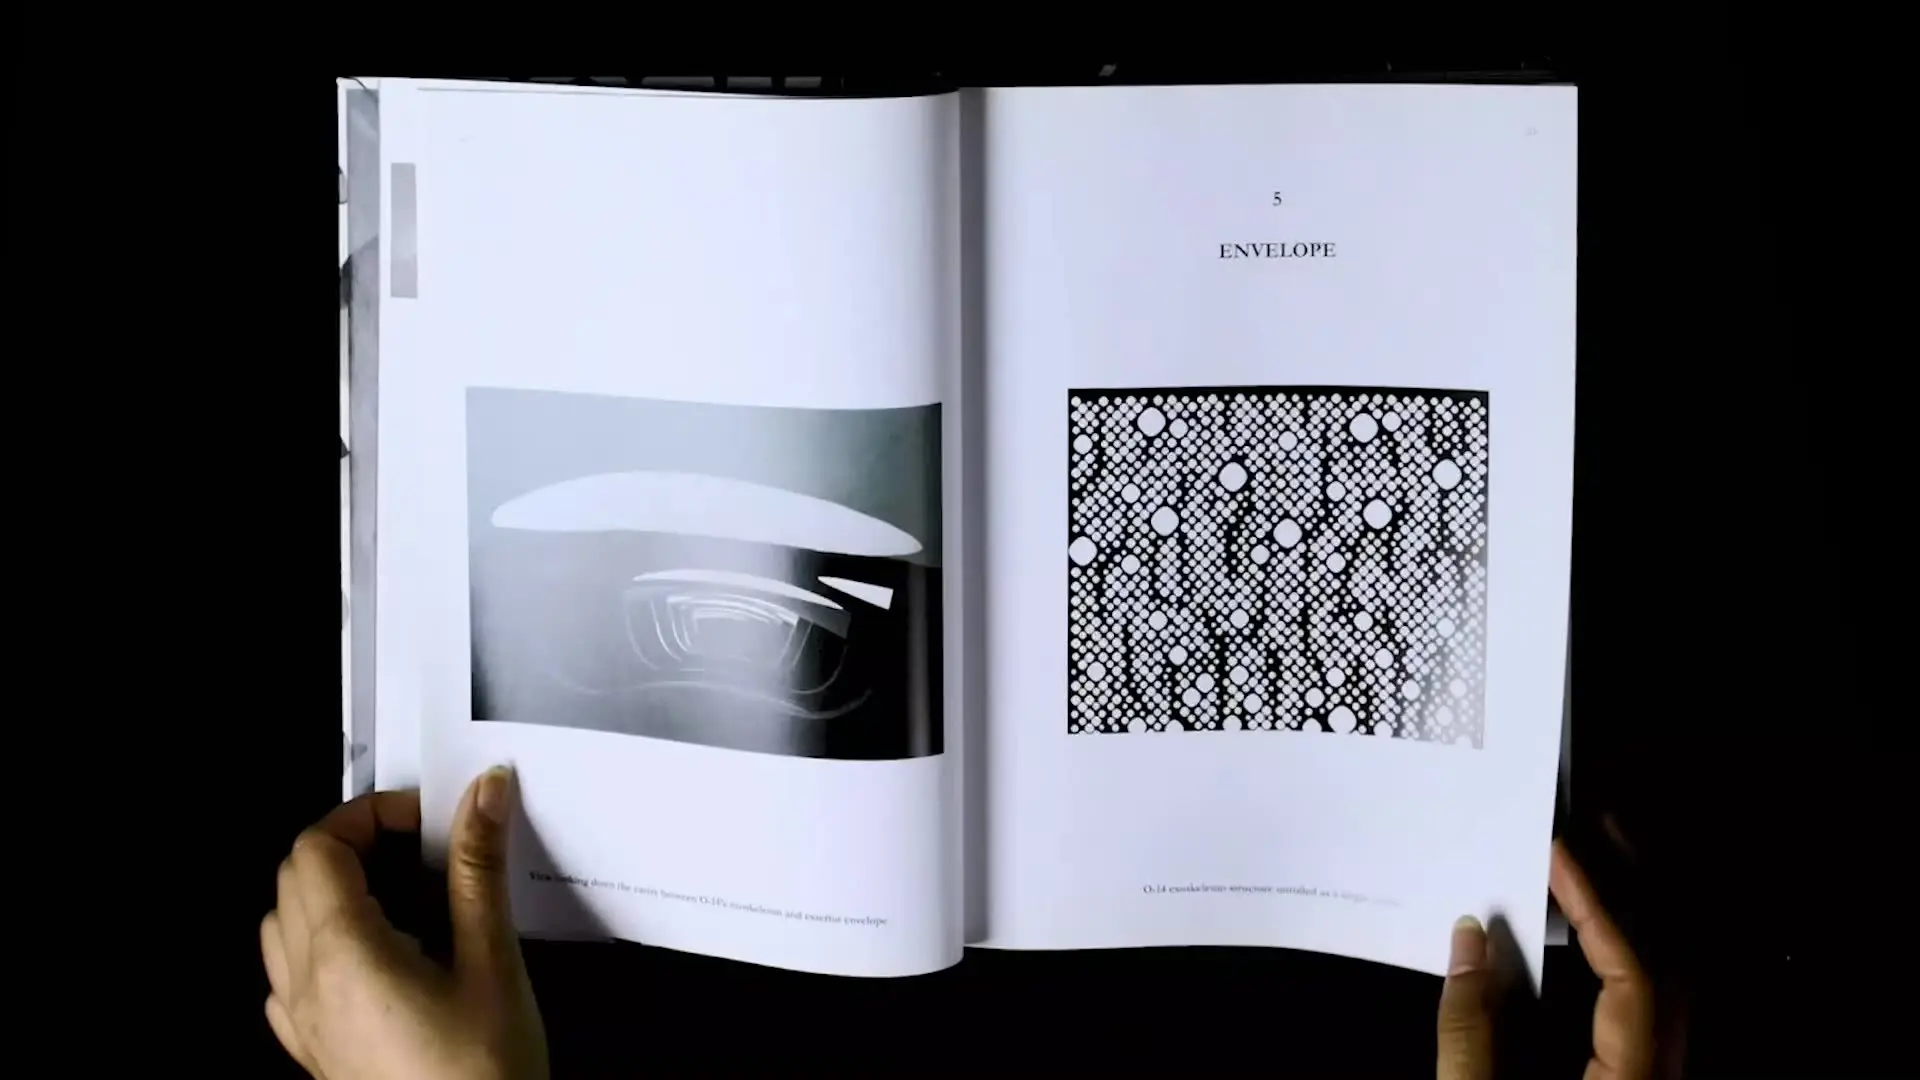 View looking down the cavity between O-14's exoskeleton and exterior envelope
5
ENVELOPE
O-14 exoskeleton structure unrolled as a single